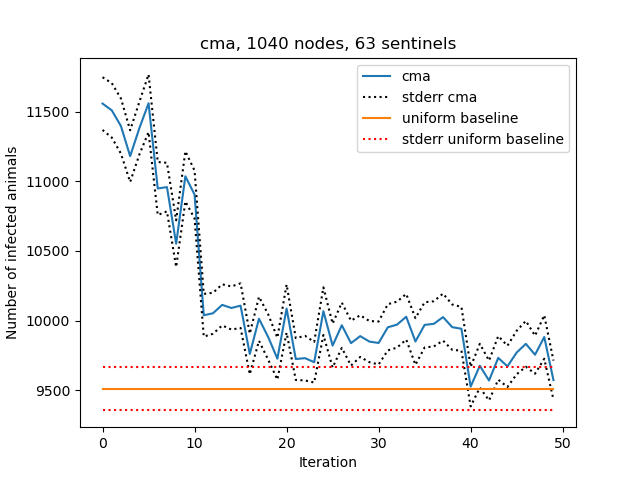 cma, 1040 nodes, 63 sentinels
cma
stderr cma
uniform baseline
stderr uniform baseline
Number of infected animals
11500
11000
10500
10000
9500
0 10 20 30 40 50
Iteration